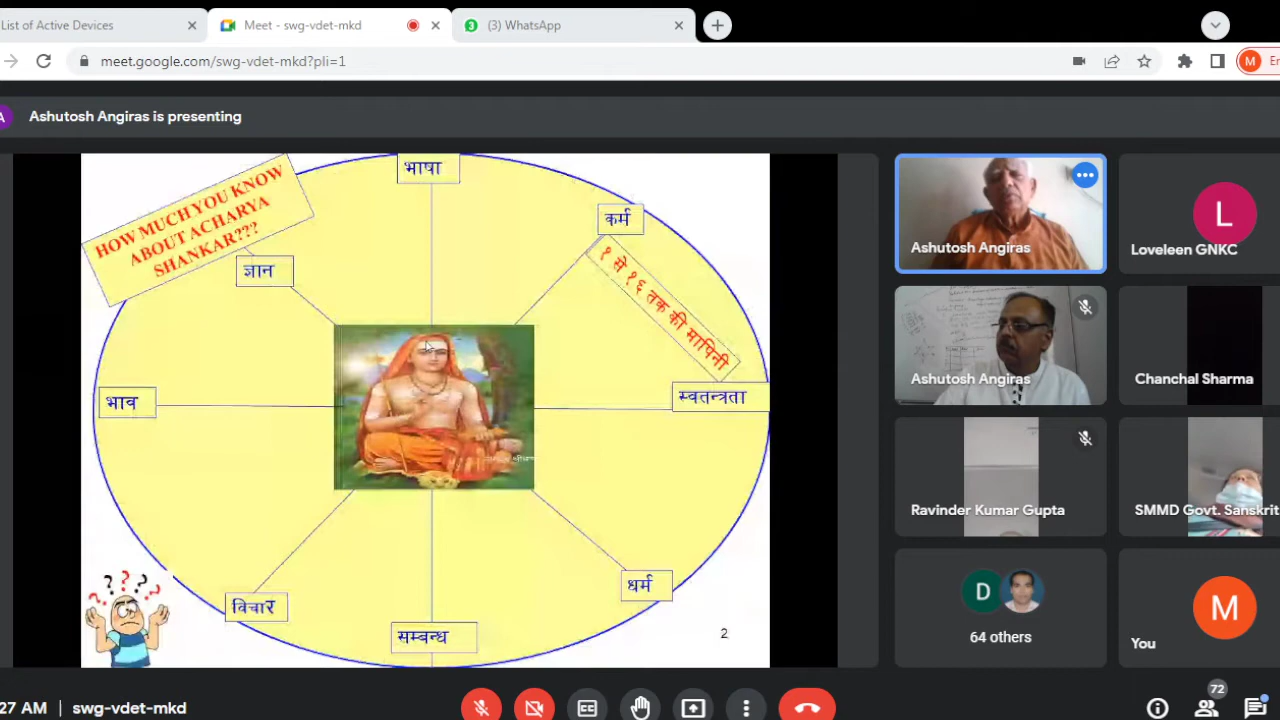 List of Active Devices
Meet - swg-vdet-mkd
(3) WhatsApp
meet.google.com/swg-vdet-mkd?pli=1
M
A
Ashutosh Angiras is presenting
HOW MUCH YOU KNOW
ABOUT ACHARYA
SHANKAR???
भाषा
कर्म
१ से १६ तक की मापिनी
ज्ञान
भाव
स्वतन्त्रता
विचार
सम्बन्ध
धर्म
2
Ashutosh Angiras
L
Loveleen GNKC
Ashutosh Angiras
Chanchal Sharma
Ravinder Kumar Gupta
SMMD Govt. Sanskrit
D
64 others
M
You
27 AM
swg-vdet-mkd
72